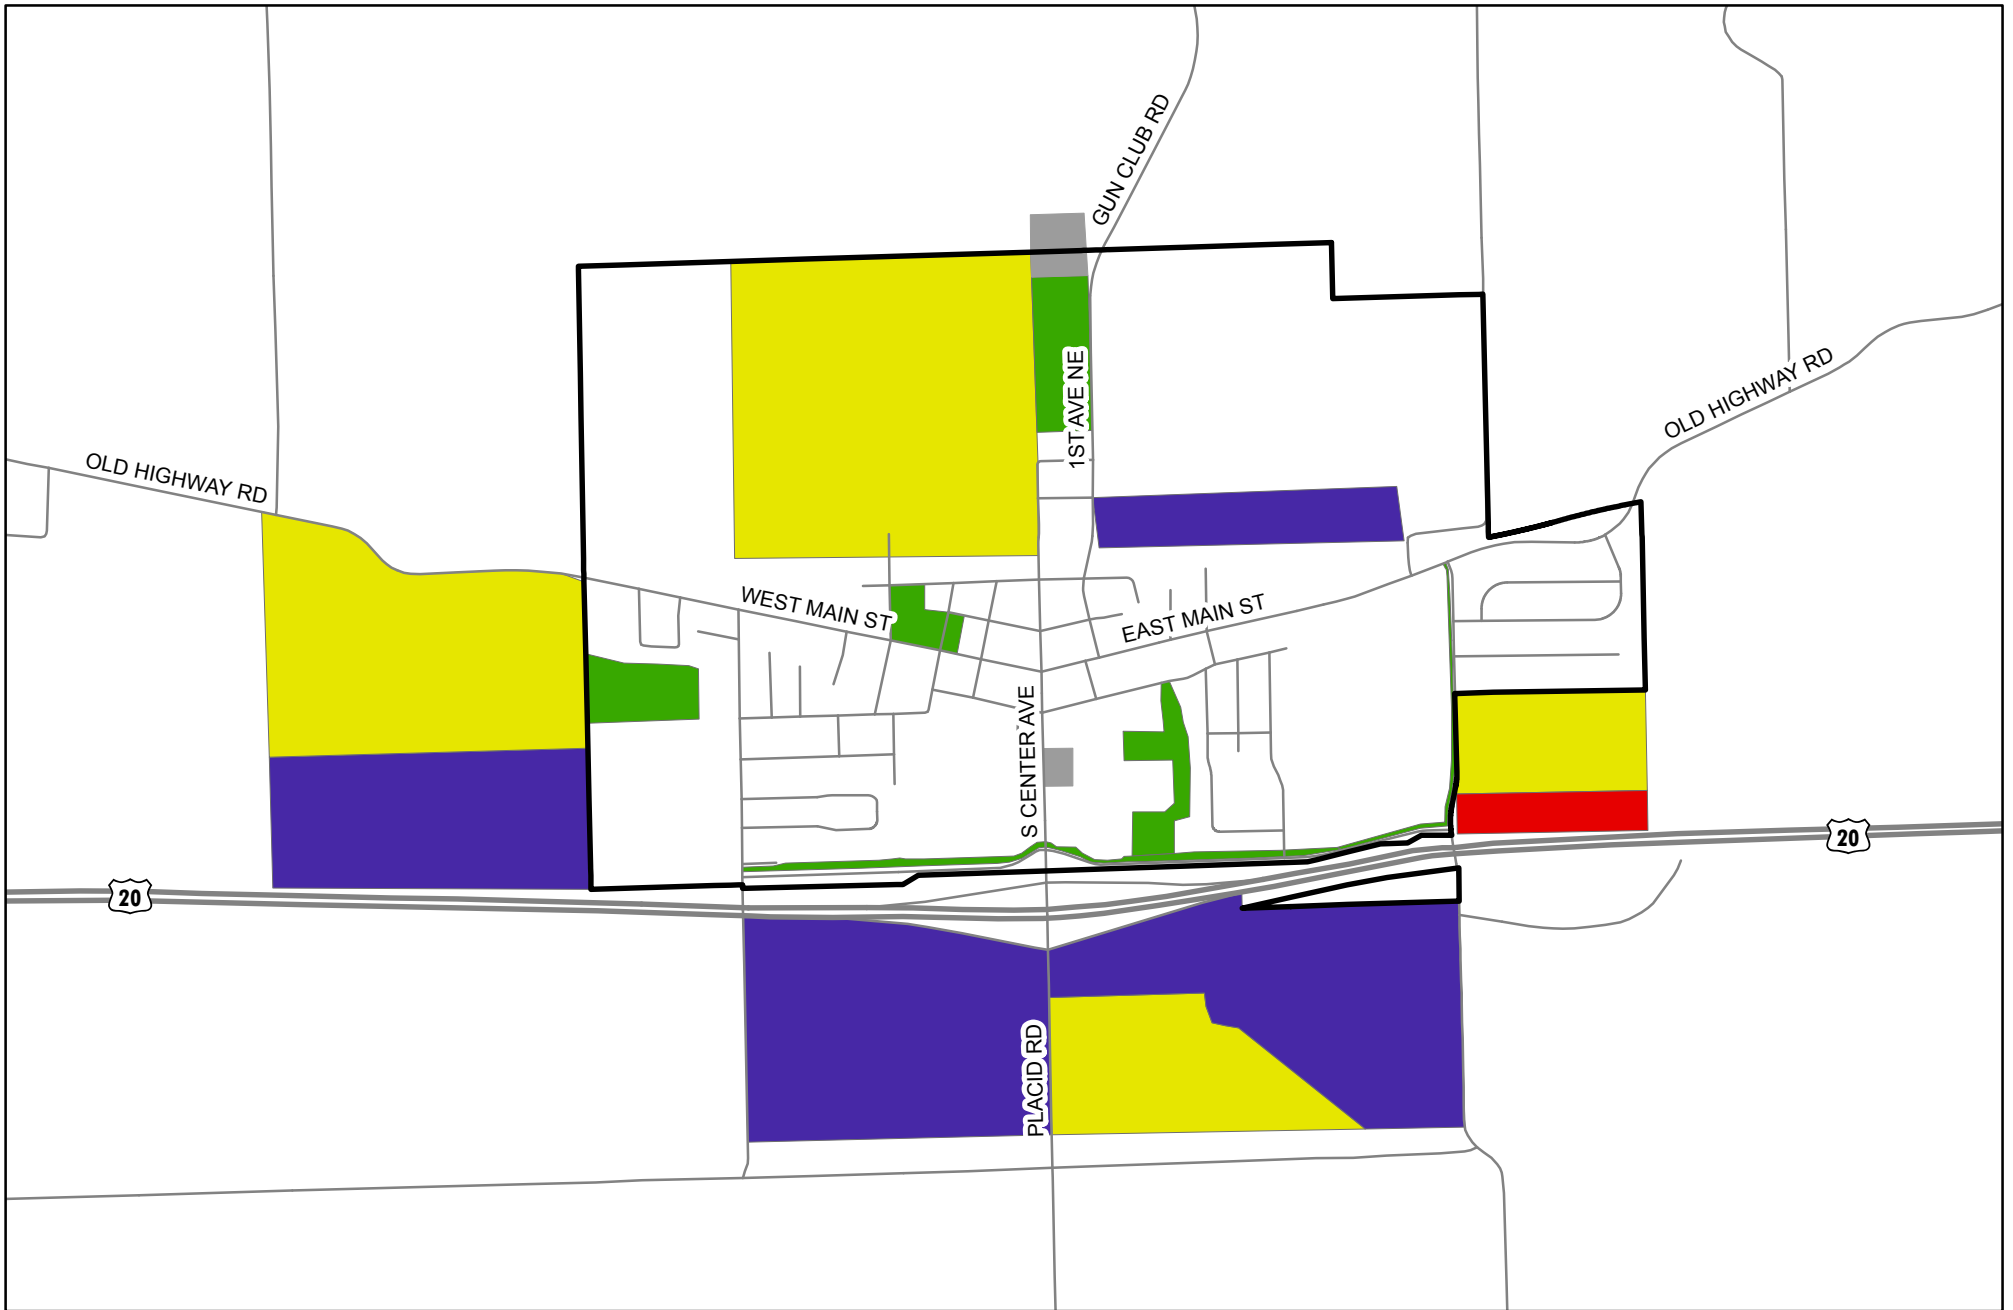 GUN CLUB RD
1ST AVE NE
OLD HIGHWAY RD
OLD HIGHWAY RD
WEST MAIN ST
EAST MAIN ST
S CENTER AVE
20
20
PLACID RD